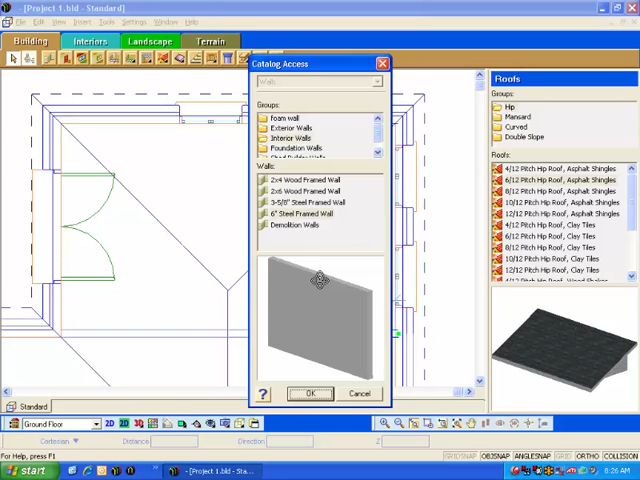 - [Project 1.bld - Standard]
File Edit View Insert Tools Settings Window Help
Building
Interiors
Landscape
Terrain
Catalog Access
Walls
Groups:
foam wall
Exterior Walls
Interior Walls
Foundation Walls
Shed Builder Walls
Walls:
2x4 Wood Framed Wall
2x6 Wood Framed Wall
3-5/8" Steel Framed Wall
6" Steel Framed Wall
Demolition Walls
? OK Cancel
Roofs
Groups:
Hip
Mansard
Curved
Double Slope
Roofs:
4/12 Pitch Hip Roof, Asphalt Shingles
6/12 Pitch Hip Roof, Asphalt Shingles
8/12 Pitch Hip Roof, Asphalt Shingles
10/12 Pitch Hip Roof, Asphalt Shingles
12/12 Pitch Hip Roof, Asphalt Shingles
4/12 Pitch Hip Roof, Clay Tiles
6/12 Pitch Hip Roof, Clay Tiles
8/12 Pitch Hip Roof, Clay Tiles
10/12 Pitch Hip Roof, Clay Tiles
12/12 Pitch Hip Roof, Clay Tiles
Standard
Ground Floor 2D 2D 3D
Cartesian Distance Direction Z
For Help, press F1
GRIDSNAP OBJSNAP ANGLESNAP GRID ORTHO COLLISION
start - [Project 1.bld - Sta... 8:26 AM